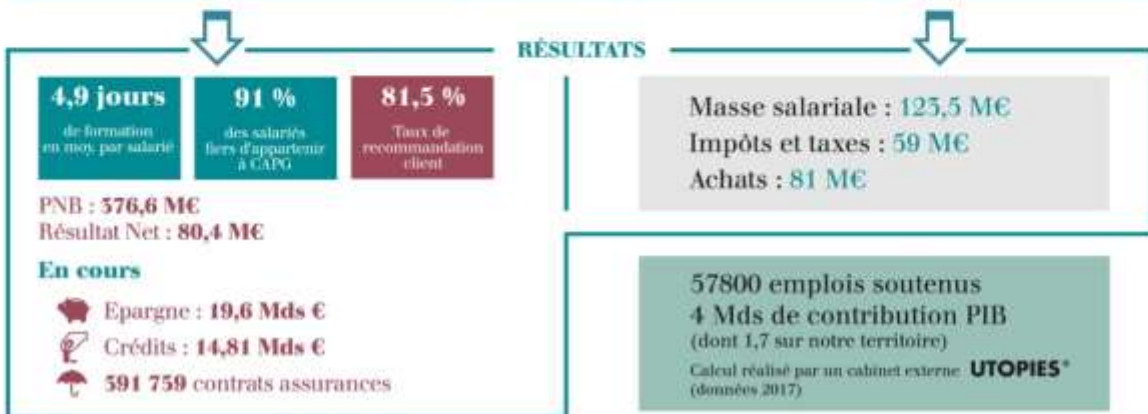 RÉSULTATS
4,9 jours
de formation
en moy. par salarié
91 %
des salariés
fiers d'appartenir
à CAPG
81,5 %
Taux de
recommandation
client
PNB : 376,6 M€
Résultat Net : 80,4 M€
En cours
Epargne : 19,6 Mds €
Crédits : 14,81 Mds €
391 759 contrats assurances
Masse salariale : 123,5 M€
Impôts et taxes : 59 M€
Achats : 81 M€
57800 emplois soutenus
4 Mds de contribution PIB
(dont 1,7 sur notre territoire)
Calcul réalisé par un cabinet externe UTOPIES®
(données 2017)